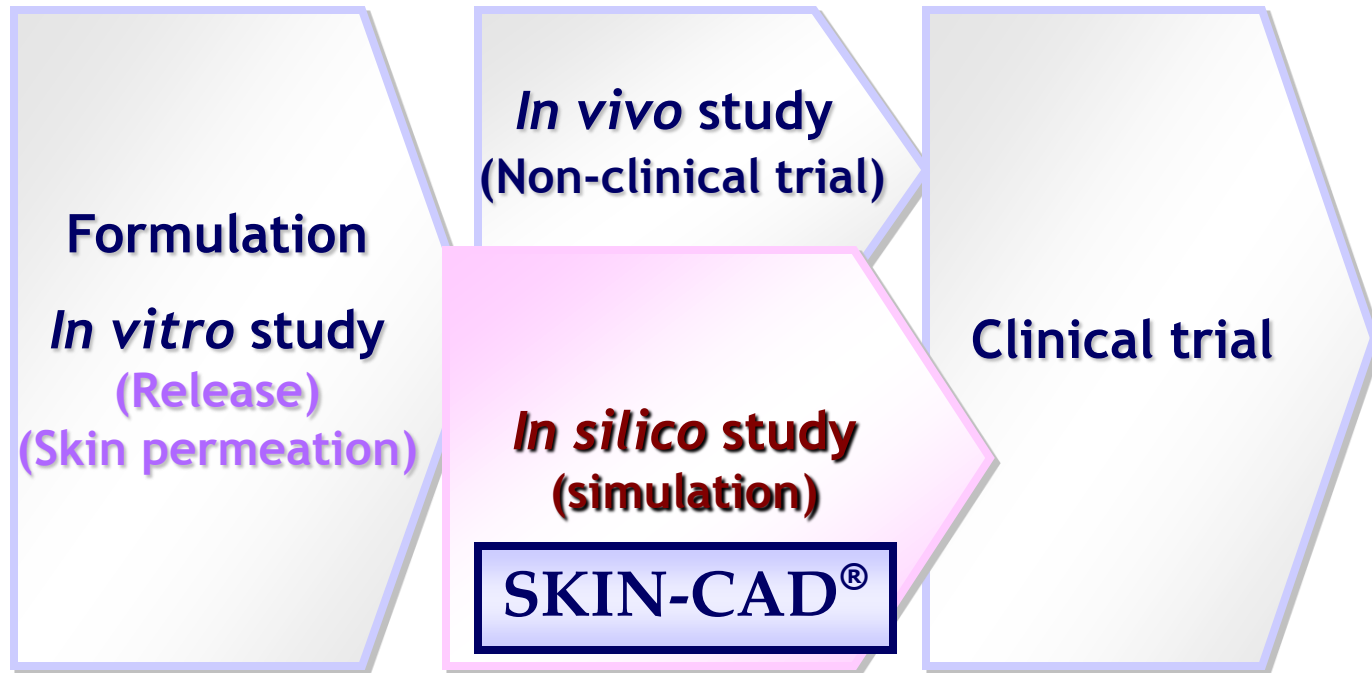 Formulation
In vitro study
(Release)
(Skin permeation)
In vivo study
(Non-clinical trial)
In silico study
(simulation)
SKIN-CAD®
Clinical trial